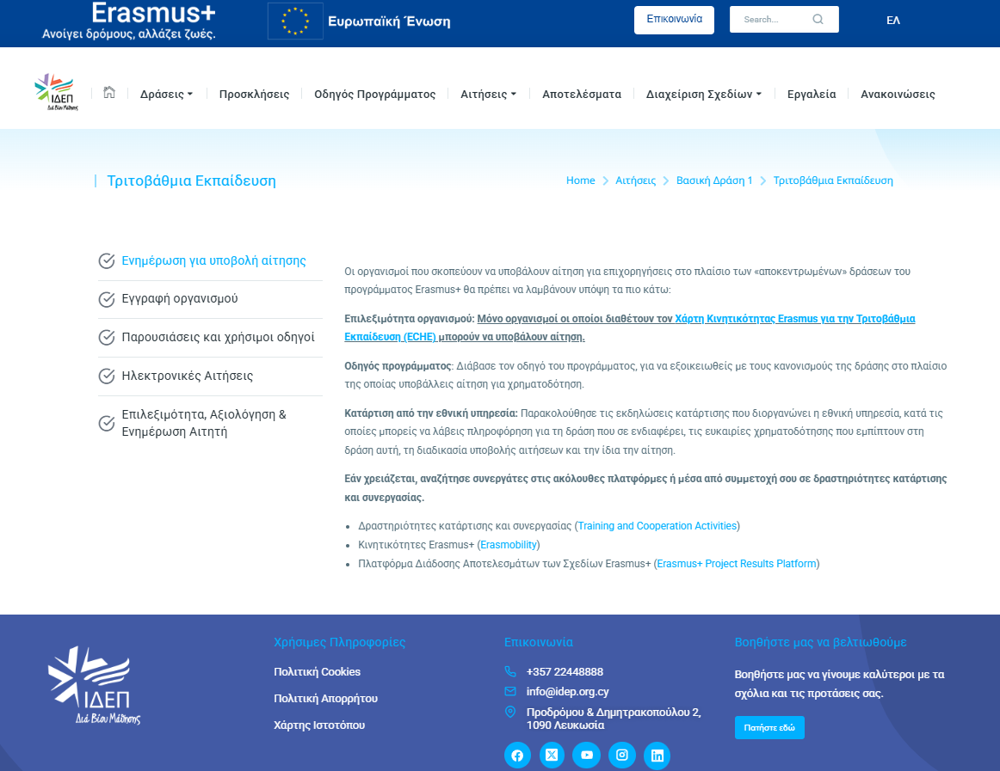 Erasmus+
Ανοίγει δρόμους, αλλάζει ζωές.
Ευρωπαϊκή Ένωση
Επικοινωνία
Search...
ΕΛ
ΙΔΕΠ
Διά Βίου Μάθησης
Δράσεις
Προσκλήσεις
Οδηγός Προγράμματος
Αιτήσεις
Αποτελέσματα
Διαχείριση Σχεδίων
Εργαλεία
Ανακοινώσεις
Τριτοβάθμια Εκπαίδευση
Home > Αιτήσεις > Βασική Δράση 1 > Τριτοβάθμια Εκπαίδευση
Ενημέρωση για υποβολή αίτησης
Εγγραφή οργανισμού
Παρουσιάσεις και χρήσιμοι οδηγοί
Ηλεκτρονικές Αιτήσεις
Επιλεξιμότητα, Αξιολόγηση &
Ενημέρωση Αιτητή
Οι οργανισμοί που σκοπεύουν να υποβάλουν αίτηση για επιχορηγήσεις στο πλαίσιο των «αποκεντρωμένων» δράσεων του
προγράμματος Erasmus+ θα πρέπει να λαμβάνουν υπόψη τα πιο κάτω:
Επιλεξιμότητα οργανισμού: Μόνο οργανισμοί οι οποίοι διαθέτουν τον Χάρτη Κινητικότητας Erasmus για την Τριτοβάθμια
Εκπαίδευση (ECHE) μπορούν να υποβάλουν αίτηση.
Οδηγός προγράμματος: Διάβασε τον οδηγό του προγράμματος, για να εξοικειωθείς με τους κανονισμούς της δράσης στο πλαίσιο
της οποίας υποβάλλεις αίτηση για χρηματοδότηση.
Κατάρτιση από την εθνική υπηρεσία: Παρακολούθησε τις εκδηλώσεις κατάρτισης που διοργανώνει η εθνική υπηρεσία, κατά τις
οποίες μπορείς να λάβεις πληροφόρηση για τη δράση που σε ενδιαφέρει, τις ευκαιρίες χρηματοδότησης που εμπίπτουν στη
δράση αυτή, τη διαδικασία υποβολής αιτήσεων και την ίδια την αίτηση.
Εάν χρειάζεται, αναζήτησε συνεργάτες στις ακόλουθες πλατφόρμες ή μέσα από συμμετοχή σου σε δραστηριότητες κατάρτισης
και συνεργασίας.
• Δραστηριότητες κατάρτισης και συνεργασίας (Training and Cooperation Activities)
• Κινητικότητες Erasmus+ (Erasmobility)
• Πλατφόρμα Διάδοσης Αποτελεσμάτων των Σχεδίων Erasmus+ (Erasmus+ Project Results Platform)
ΙΔΕΠ
Διά Βίου Μάθησης
Χρήσιμες Πληροφορίες
Πολιτική Cookies
Πολιτική Απορρήτου
Χάρτης Ιστοτόπου
Επικοινωνία
+357 22448888
info@idep.org.cy
Προδρόμου & Δημητρακοπούλου 2,
1090 Λευκωσία
Βοηθήστε μας να βελτιωθούμε
Βοηθήστε μας να γίνουμε καλύτεροι με τα
σχόλια και τις προτάσεις σας.
Πατήστε εδώ